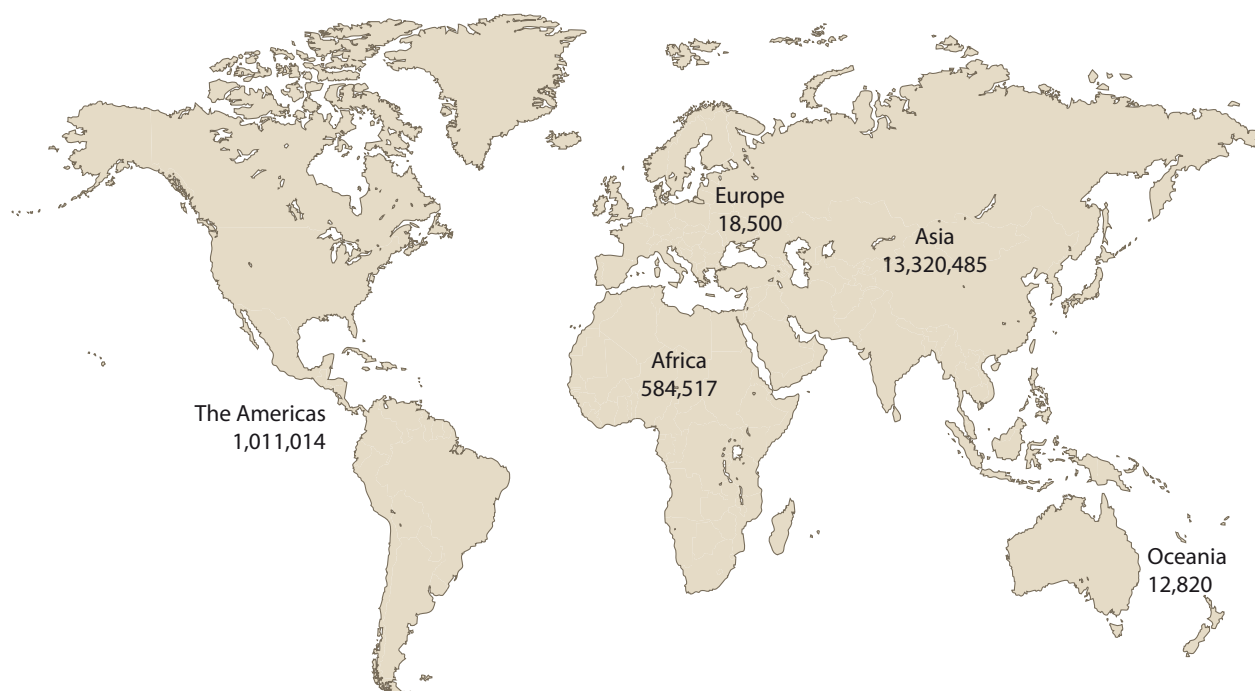 Europe
18,500
Asia
13,320,485
Africa
584,517
The Americas
1,011,014
Oceania
12,820